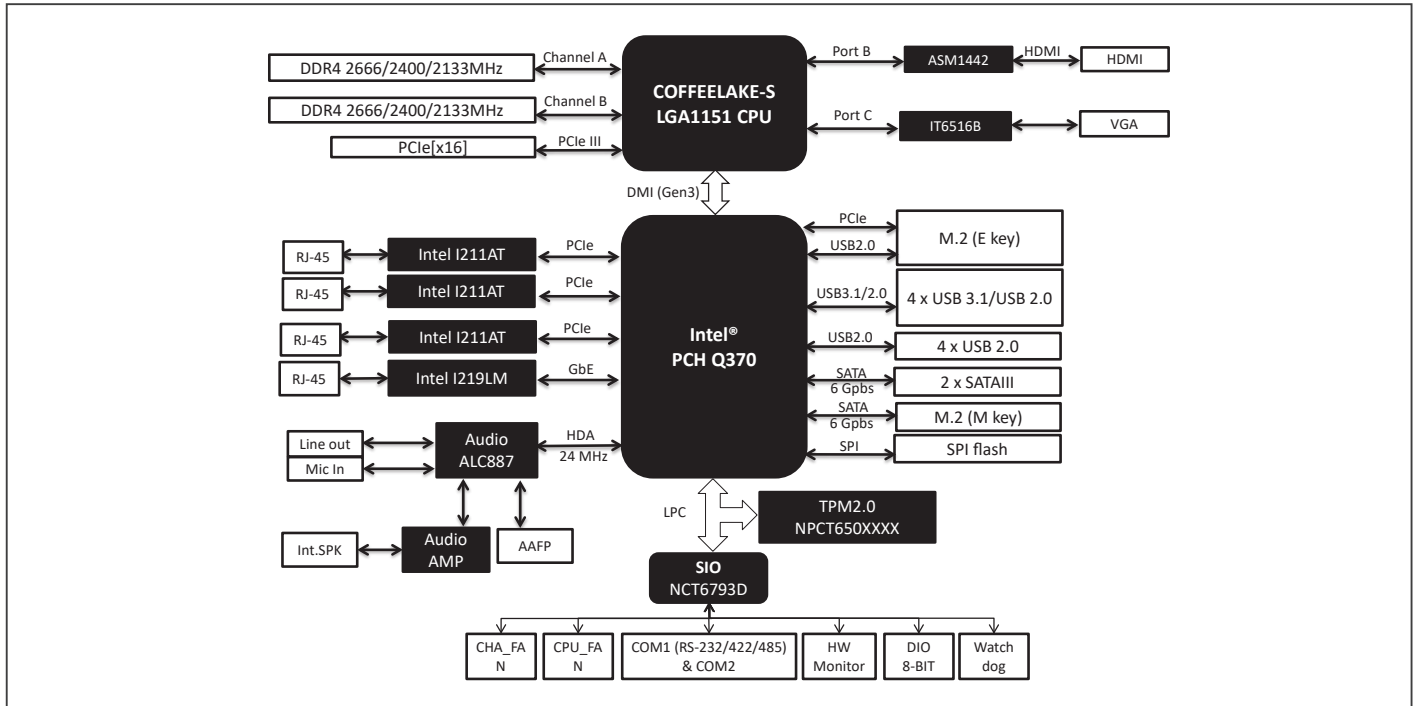 DDR4 2666/2400/2133MHz
Channel A
DDR4 2666/2400/2133MHz
Channel B
PCIe[x16]
PCIe III
COFFEELAKE-S
LGA1151 CPU
Port B
ASM1442
HDMI
HDMI
Port C
IT6516B
VGA
DMI (Gen3)
RJ-45
Intel I211AT
PCIe
RJ-45
Intel I211AT
PCIe
RJ-45
Intel I211AT
PCIe
RJ-45
Intel I219LM
GbE
Line out
Mic In
Audio
ALC887
HDA
24 MHz
Int.SPK
Audio
AMP
AAFP
Intel®
PCH Q370
PCIe
USB2.0
M.2 (E key)
USB3.1/2.0
4 x USB 3.1/USB 2.0
USB2.0
4 x USB 2.0
SATA
6 Gpbs
2 x SATAIII
SATA
6 Gpbs
M.2 (M key)
SPI
SPI flash
LPC
TPM2.0
NPCT650XXXX
SIO
NCT6793D
CHA_FA
N
CPU_FA
N
COM1 (RS-232/422/485)
& COM2
HW
Monitor
DIO
8-BIT
Watch
dog